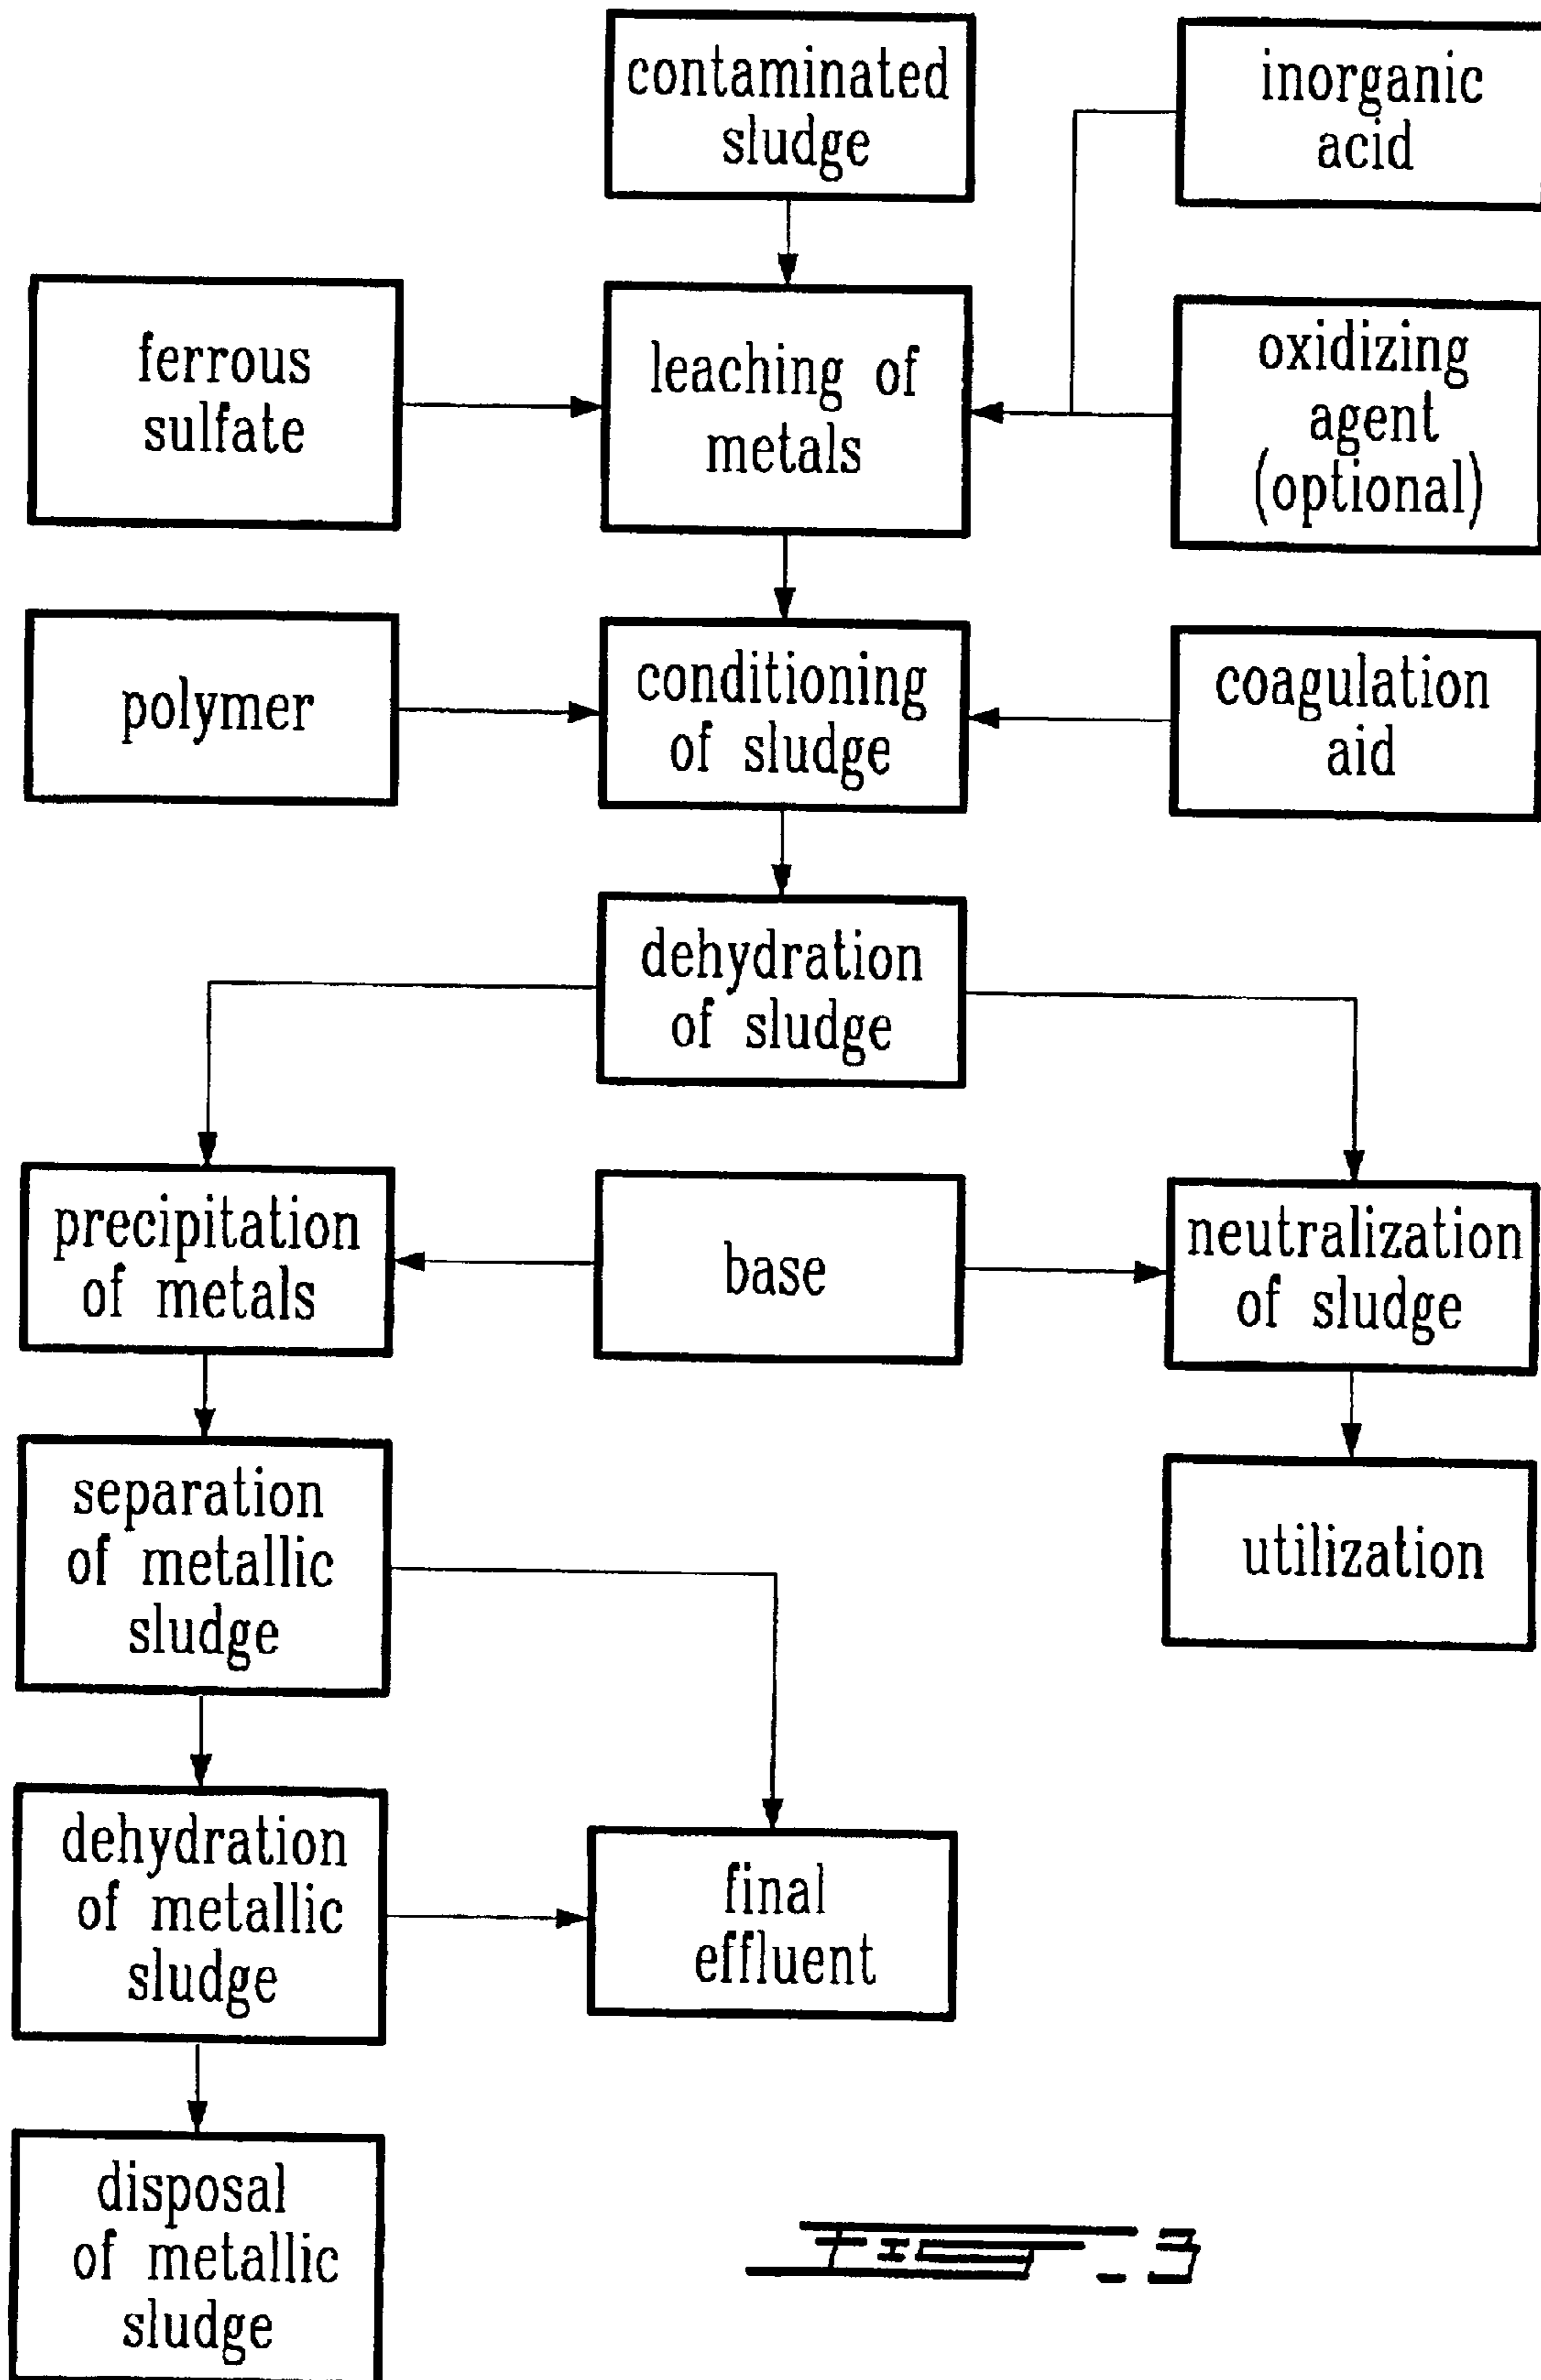 contaminated
sludge
inorganic
acid
ferrous
sulfate
leaching of
metals
oxidizing
agent
(optional)
polymer
conditioning
of sludge
coagulation
aid
dehydration
of sludge
precipitation
of metals
base
neutralization
of sludge
separation
of metallic
sludge
utilization
dehydration
of metallic
sludge
final
effluent
disposal
of metallic
sludge
Fig-3